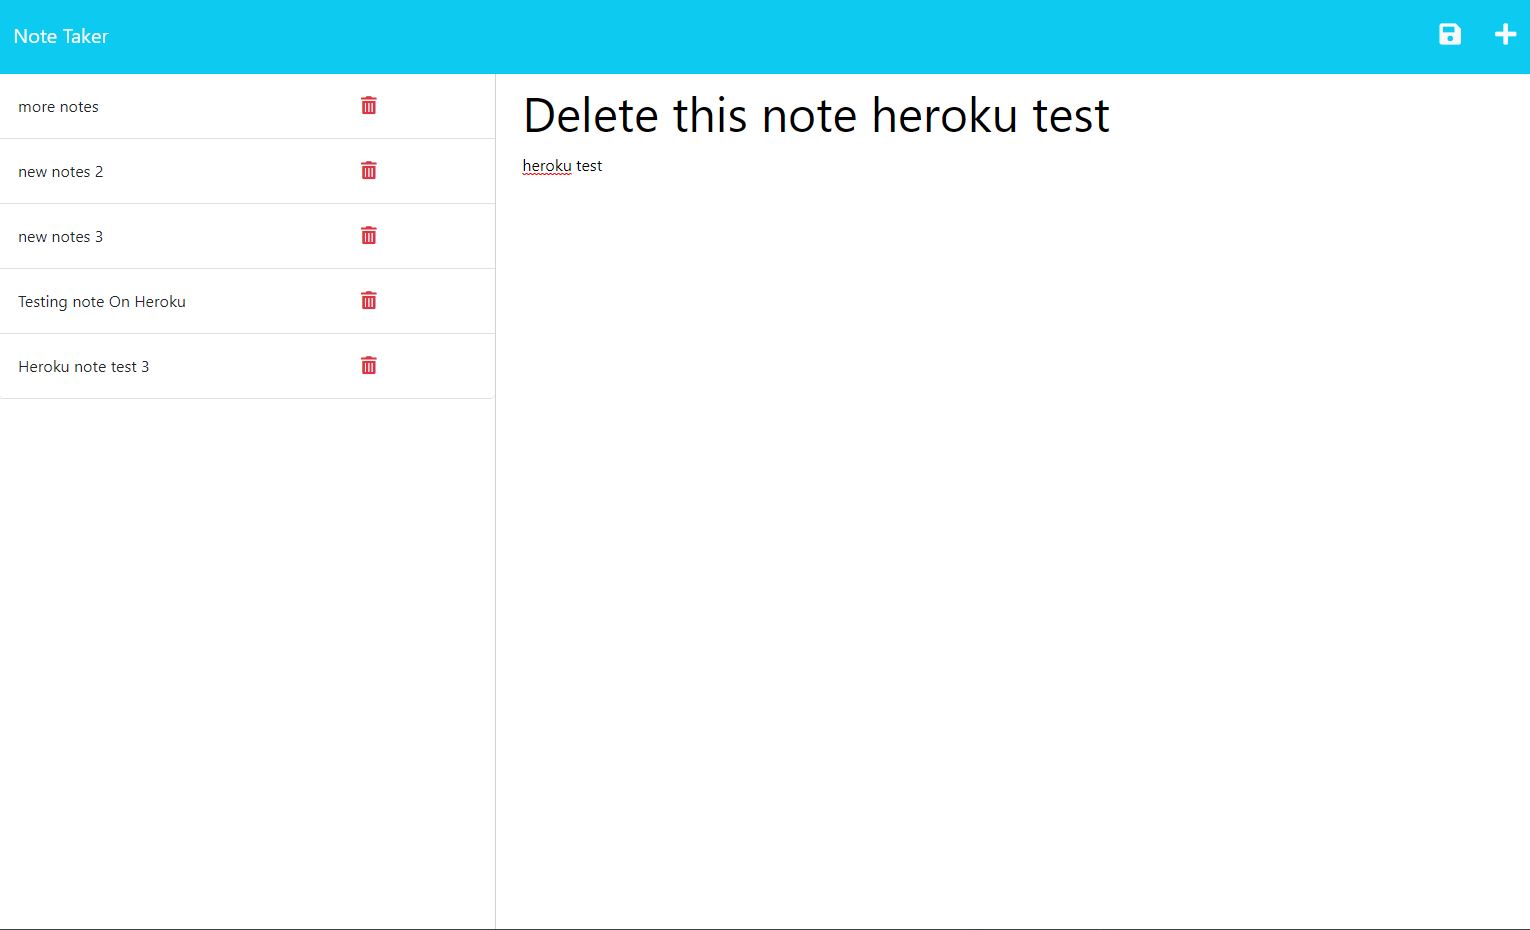 Note Taker
more notes
new notes 2
new notes 3
Testing note On Heroku
Heroku note test 3
Delete this note heroku test
heroku test